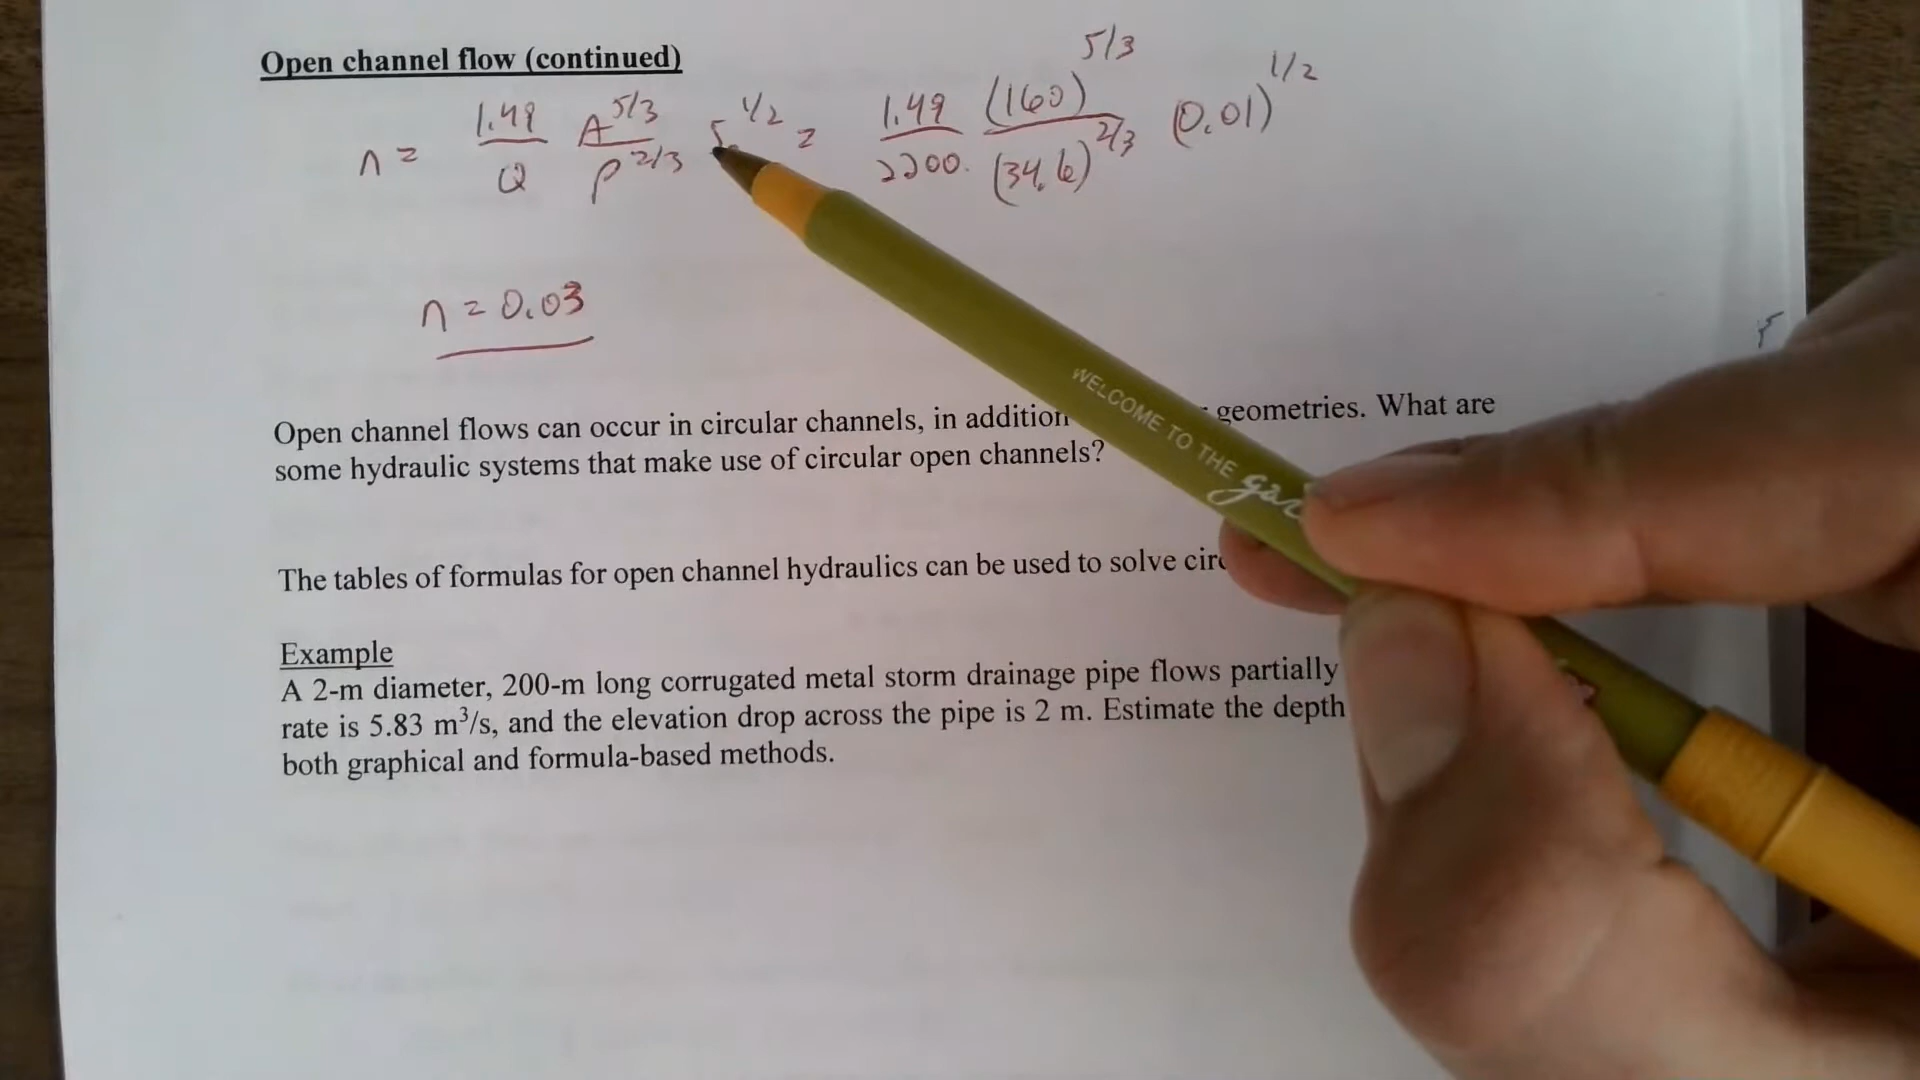 Open channel flow (continued)
n = 1.49/Q A^5/3/P^2/3 S^1/2 = 1.49/2200. (160)^5/3/(34.6)^2/3 (0.01)^1/2
n = 0.03
Open channel flows can occur in circular channels, in addition geometries. What are
some hydraulic systems that make use of circular open channels?
The tables of formulas for open channel hydraulics can be used to solve
Example
A 2-m diameter, 200-m long corrugated metal storm drainage pipe flows partially
rate is 5.83 m³/s, and the elevation drop across the pipe is 2 m. Estimate the depth
both graphical and formula-based methods.
WELCOME TO THE